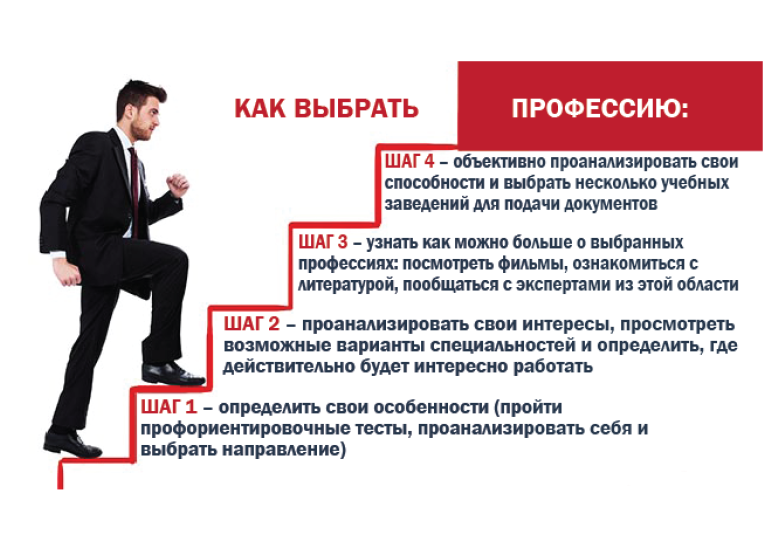 КАК ВЫБРАТЬ ПРОФЕССИЮ:
ШАГ 4 – объективно проанализировать свои
способности и выбрать несколько учебных
заведений для подачи документов
ШАГ 3 – узнать как можно больше о выбранных
профессиях: посмотреть фильмы, ознакомиться с
литературой, пообщаться с экспертами из этой области
ШАГ 2 – проанализировать свои интересы, просмотреть
возможные варианты специальностей и определить, где
действительно будет интересно работать
ШАГ 1 – определить свои особенности (пройти
профориентировочные тесты, проанализировать себя и
выбрать направление)